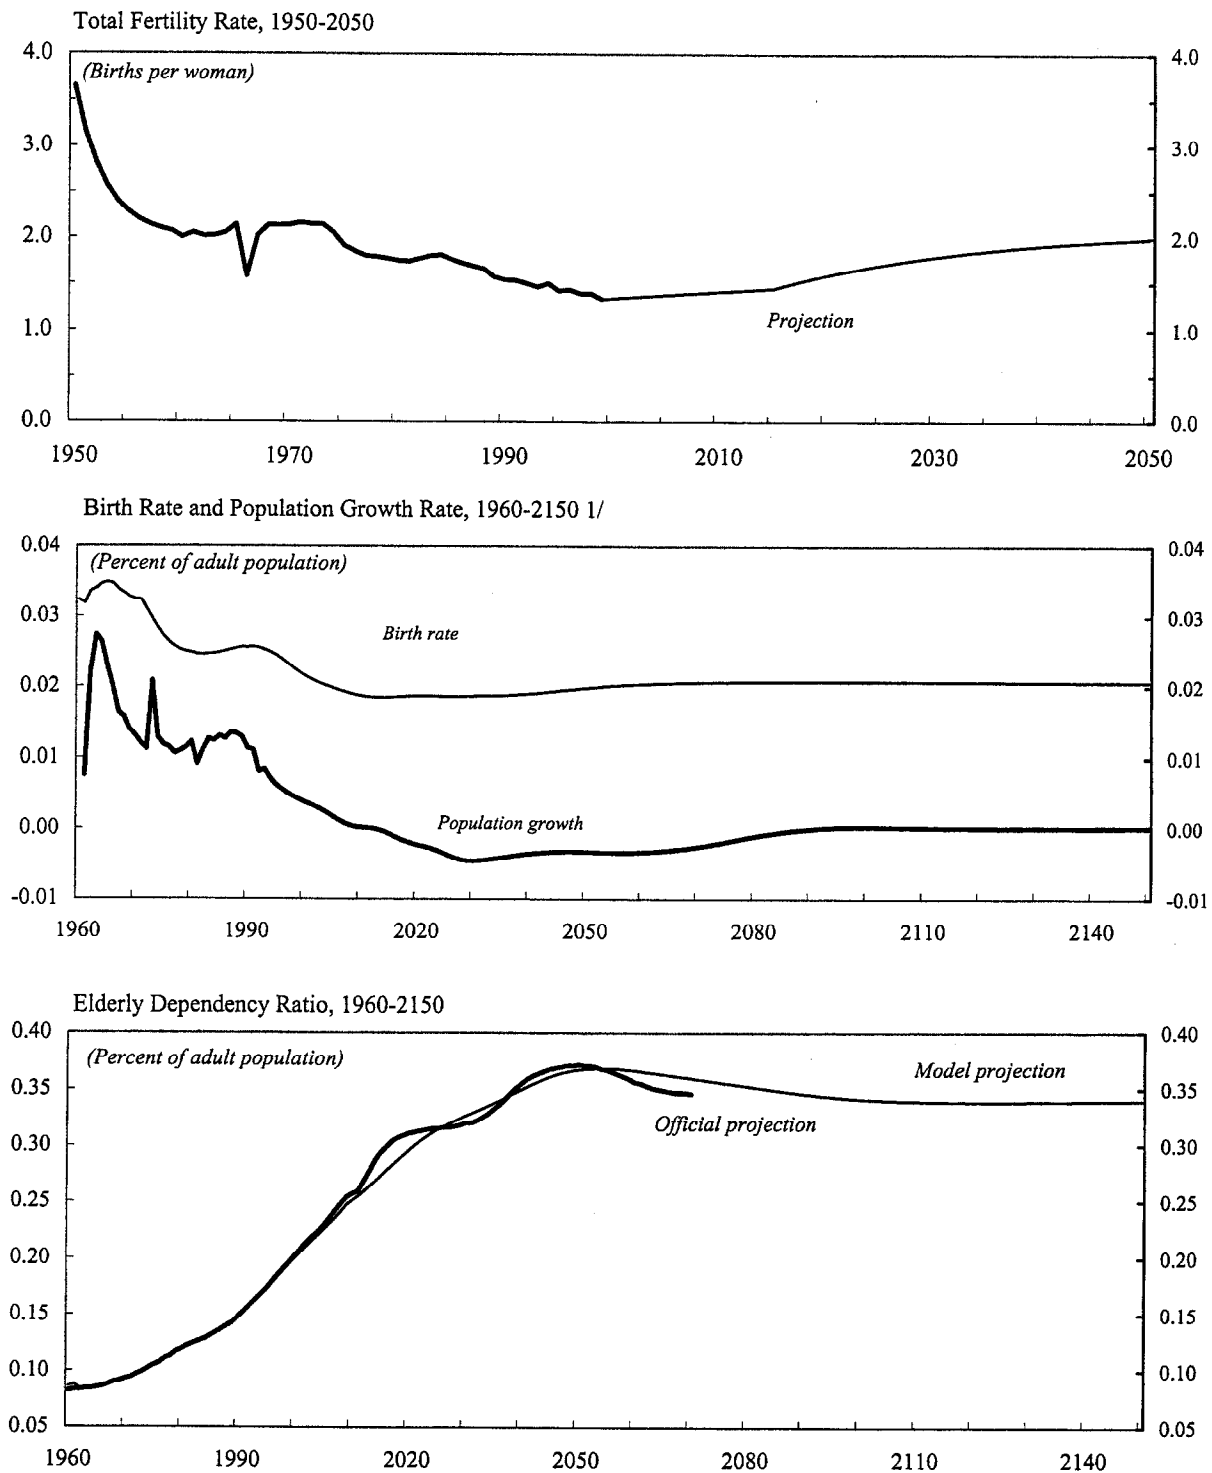 Total Fertility Rate, 1950-2050
4.0 4.0
(Births per woman)
3.0 3.0
2.0 2.0
Projection
1.0 1.0
0.0 0.0
1950 1970 1990 2010 2030 2050
Birth Rate and Population Growth Rate, 1960-2150 1/
0.04 0.04
(Percent of adult population)
0.03 0.03
Birth rate
0.02 0.02
0.01 0.01
Population growth
0.00 0.00
-0.01 -0.01
1960 1990 2020 2050 2080 2110 2140
Elderly Dependency Ratio, 1960-2150
0.40 0.40
(Percent of adult population)
Model projection
0.35 0.35
Official projection
0.30 0.30
0.25 0.25
0.20 0.20
0.15 0.15
0.10 0.10
0.05 0.05
1960 1990 2020 2050 2080 2110 2140